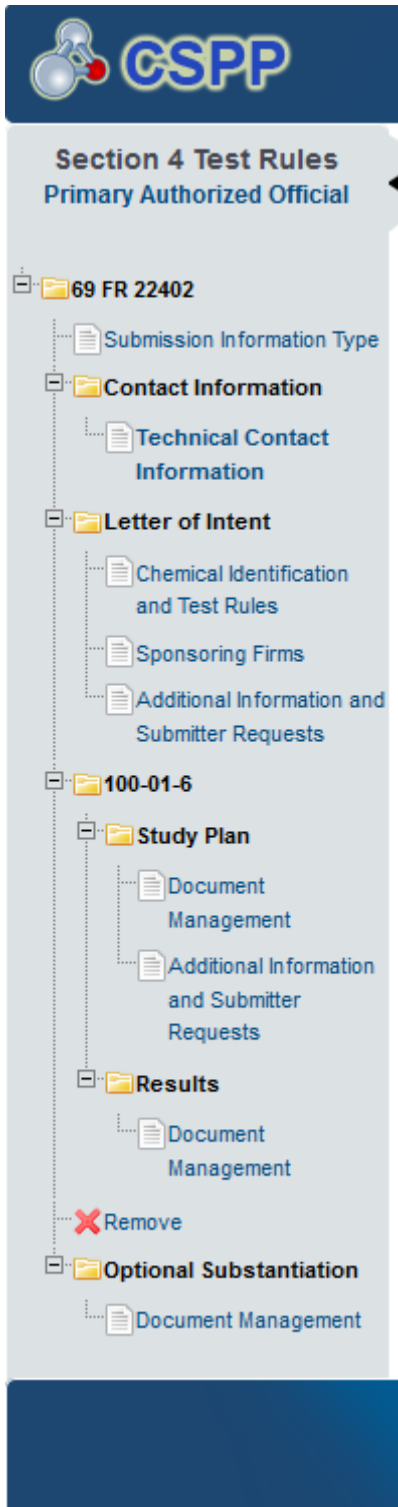 CSPP
Section 4 Test Rules
Primary Authorized Official
69 FR 22402
Submission Information Type
Contact Information
Technical Contact
Information
Letter of Intent
Chemical Identification
and Test Rules
Sponsoring Firms
Additional Information and
Submitter Requests
100-01-6
Study Plan
Document
Management
Additional Information
and Submitter
Requests
Results
Document
Management
Remove
Optional Substantiation
Document Management